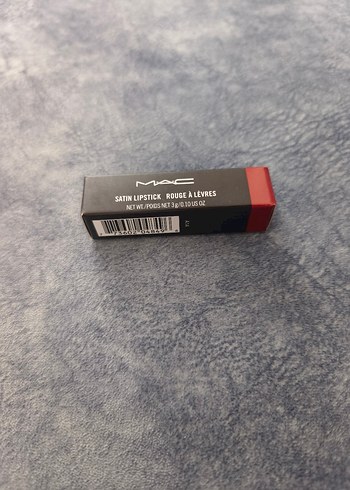 MAC
SATIN LIPSTICK ROUGE À LÈVRES
NET WT./POIDS NET 3 g/0.10 US OZ